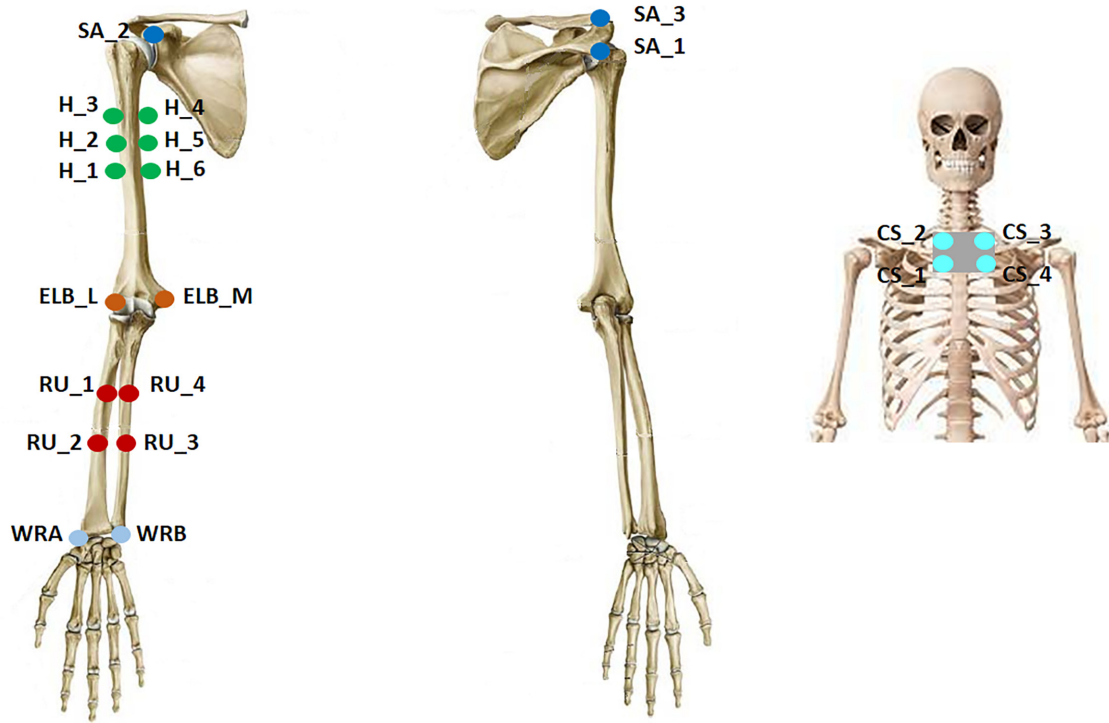 SA_2
H_3 H_4
H_2 H_5
H_1 H_6
ELB_L ELB_M
RU_1 RU_4
RU_2 RU_3
WRA WRB
SA_3
SA_1
CS_2 CS_3
CS_1 CS_4